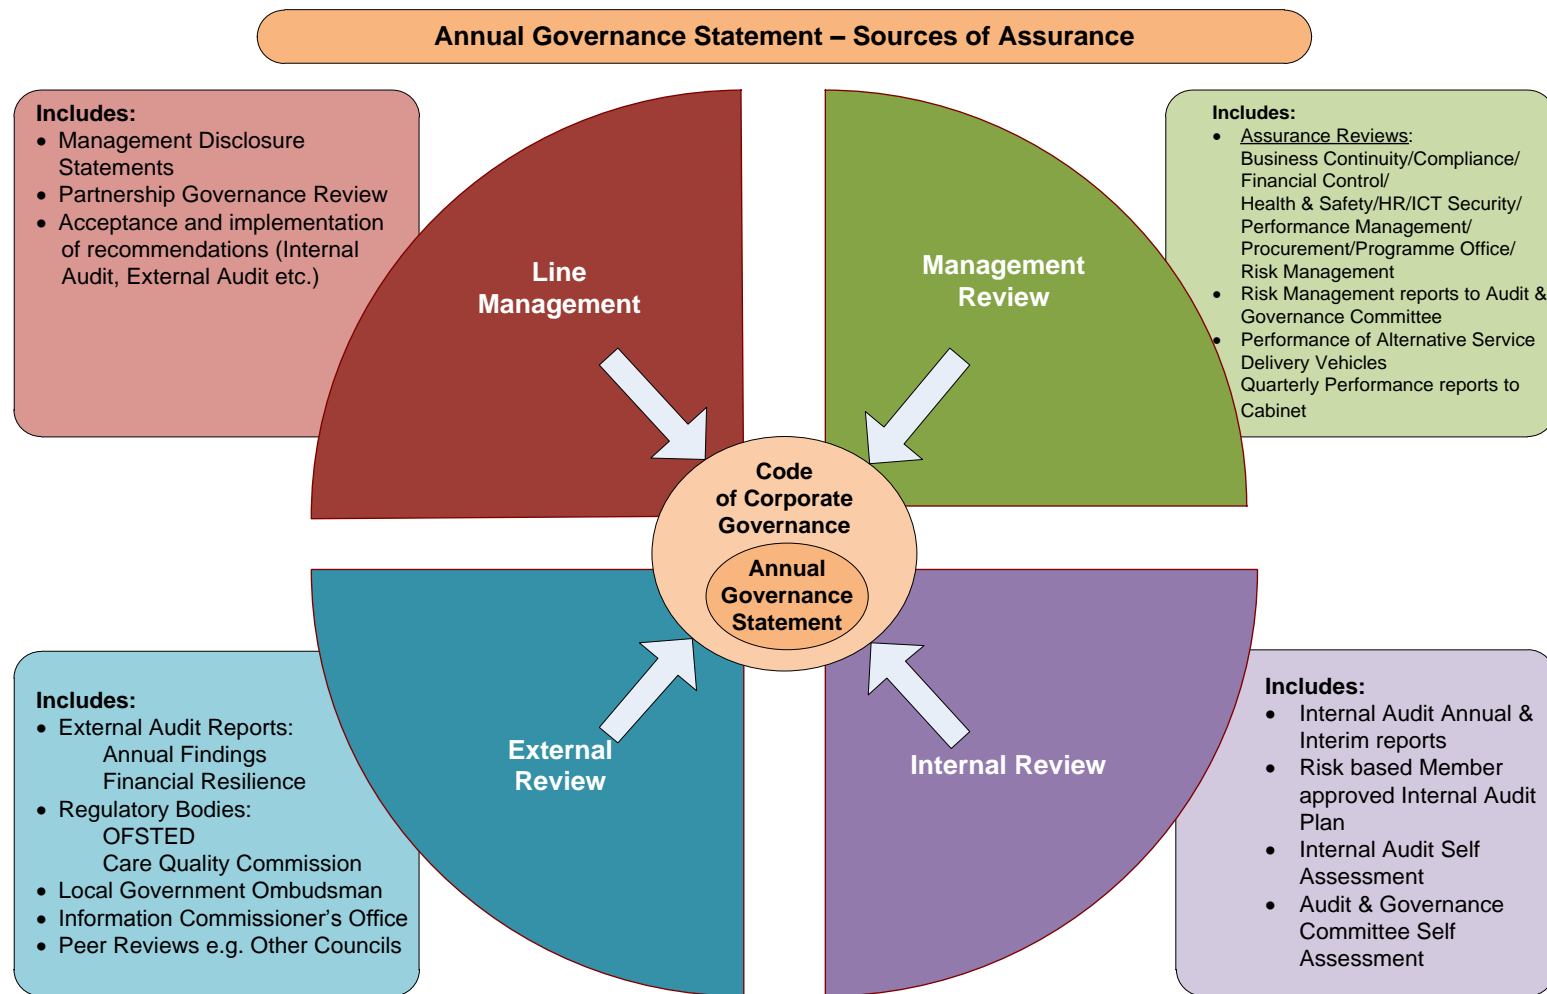 Annual Governance Statement – Sources of Assurance
Includes:
• Management Disclosure
Statements
• Partnership Governance Review
• Acceptance and implementation
of recommendations (Internal
Audit, External Audit etc.)
Line
Management
Management
Review
Includes:
• Assurance Reviews:
Business Continuity/Compliance/
Financial Control/
Health & Safety/HR/ICT Security/
Performance Management/
Procurement/Programme Office/
Risk Management
• Risk Management reports to Audit &
Governance Committee
• Performance of Alternative Service
Delivery Vehicles
Quarterly Performance reports to
Cabinet
Code
of Corporate
Governance
Annual
Governance
Statement
Includes:
• External Audit Reports:
Annual Findings
Financial Resilience
• Regulatory Bodies:
OFSTED
Care Quality Commission
• Local Government Ombudsman
• Information Commissioner’s Office
• Peer Reviews e.g. Other Councils
External
Review
Internal Review
Includes:
• Internal Audit Annual &
Interim reports
• Risk based Member
approved Internal Audit
Plan
• Internal Audit Self
Assessment
• Audit & Governance
Committee Self
Assessment